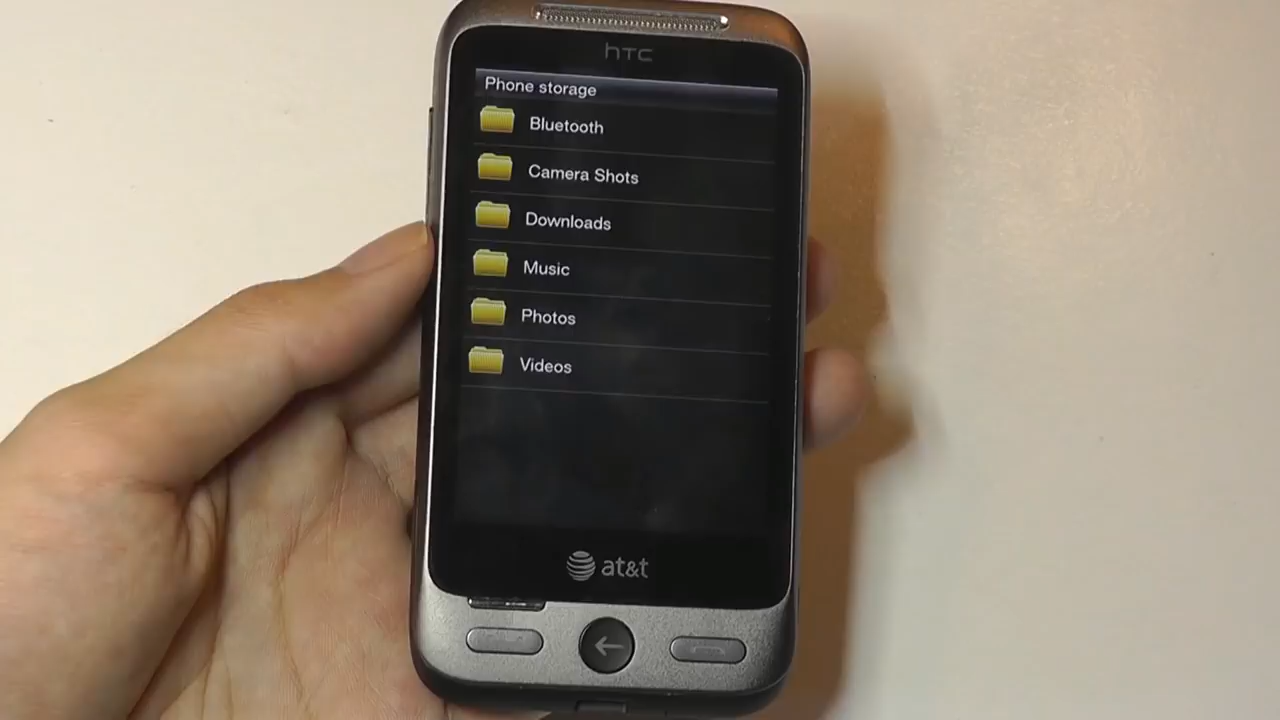 hTC
Phone storage
Bluetooth
Camera Shots
Downloads
Music
Photos
Videos
at&t